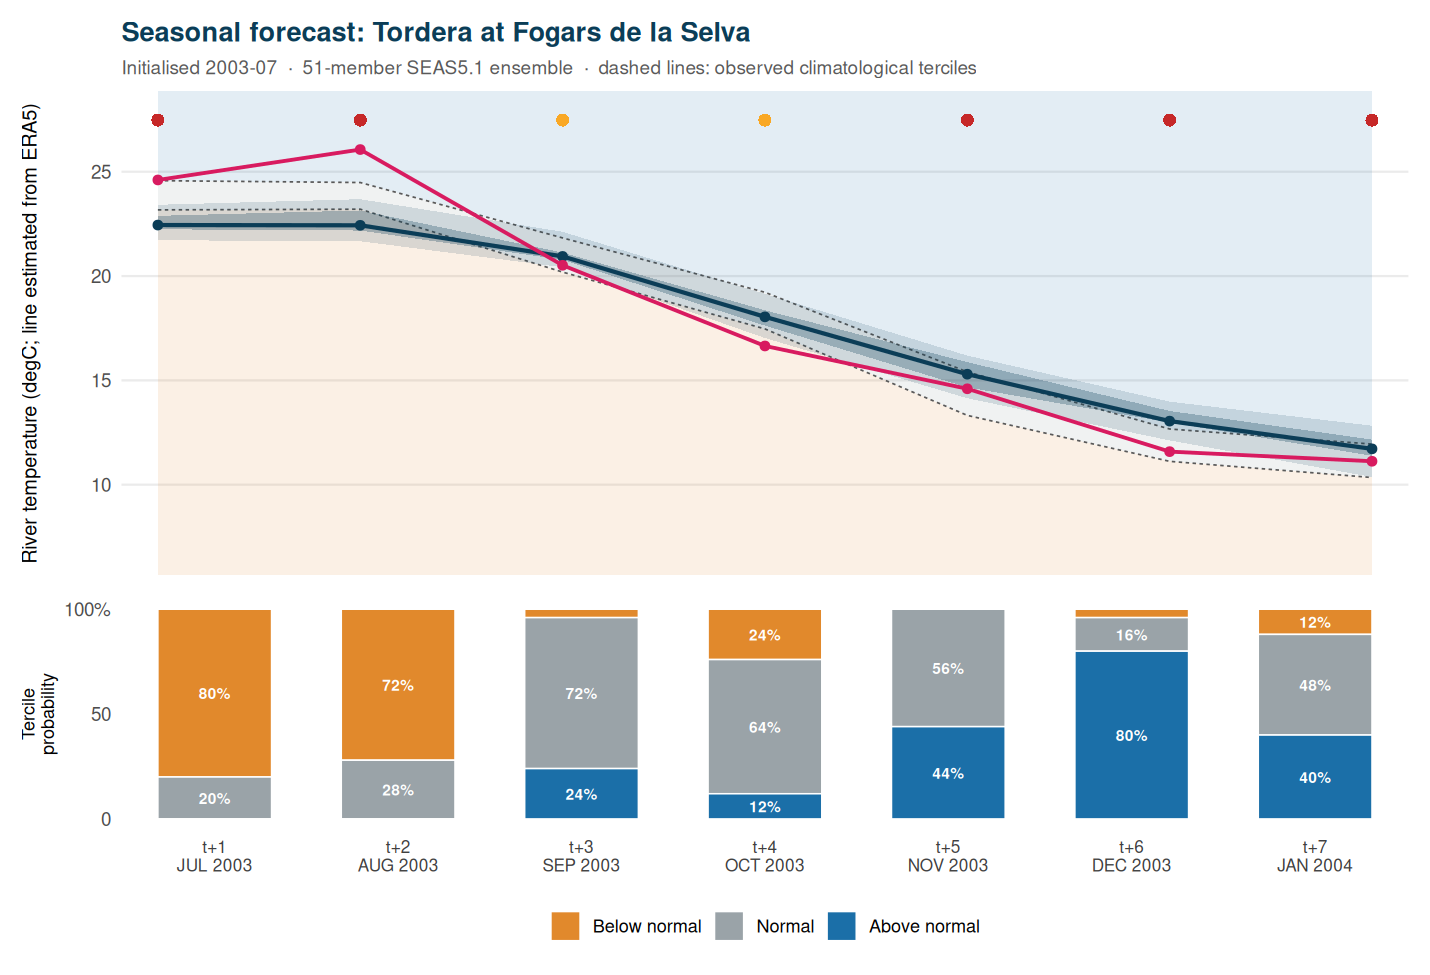 Seasonal forecast: Tordera at Fogars de la Selva
Initialised 2003-07 · 51-member SEAS5.1 ensemble · dashed lines: observed climatological terciles
River temperature (degC; line estimated from ERA5)
25
20
15
10
Tercile
probability
100%
50
0
80%
20%
72%
28%
72%
24%
24%
64%
12%
56%
44%
16%
80%
12%
48%
40%
t+1
JUL 2003
t+2
AUG 2003
t+3
SEP 2003
t+4
OCT 2003
t+5
NOV 2003
t+6
DEC 2003
t+7
JAN 2004
Below normal
Normal
Above normal